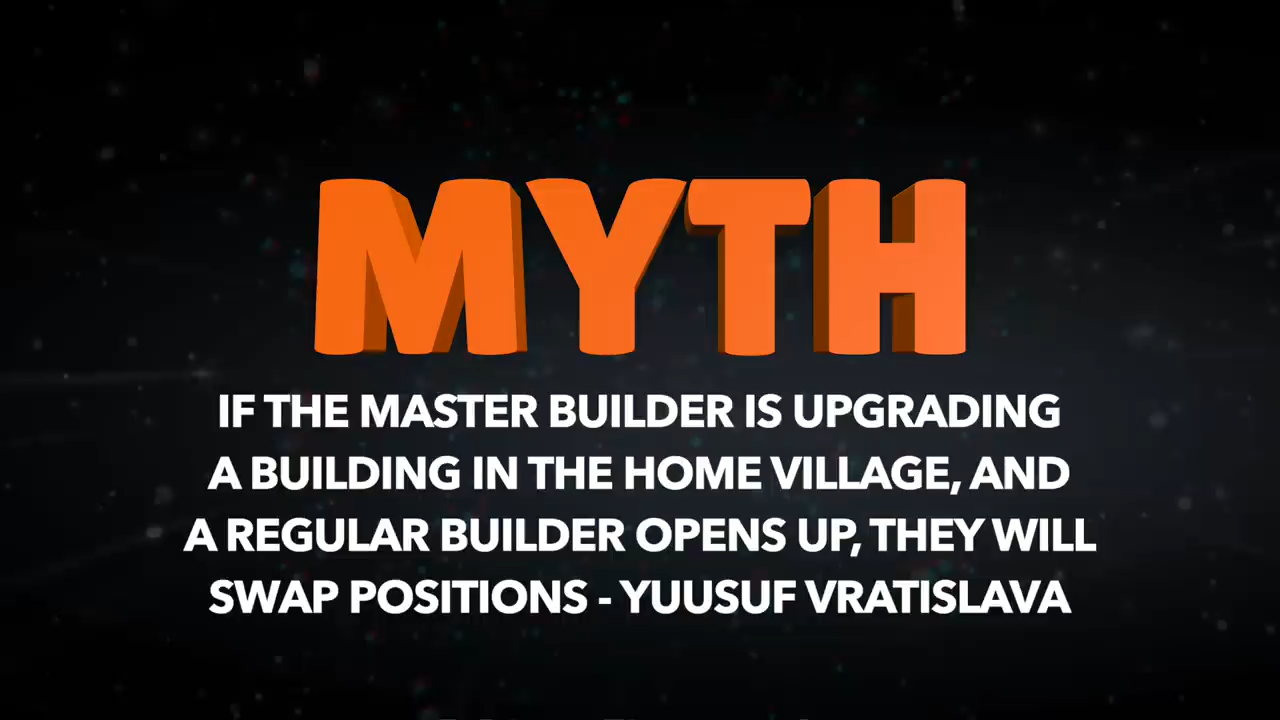 MYTH
IF THE MASTER BUILDER IS UPGRADING
A BUILDING IN THE HOME VILLAGE, AND
A REGULAR BUILDER OPENS UP, THEY WILL
SWAP POSITIONS - YUUSUF VRATISLAVA